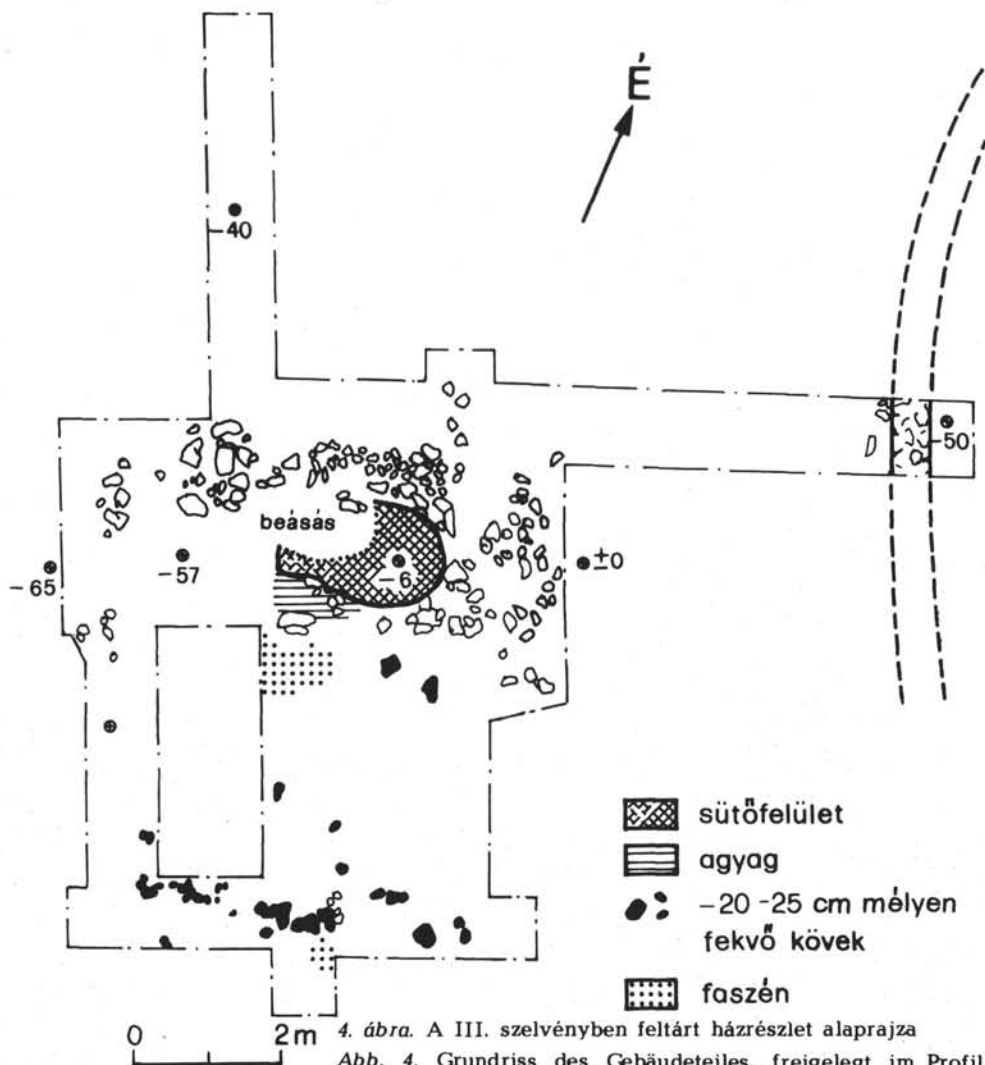 É
-40
-50
beásás
-65
-57
-6
±0
sütőfelület
agyag
-20 -25 cm mélyen
fekvő kövek
faszén
0 2m
4. ábra. A III. szelvényben feltárt házrészlet alaprajza
Abb. 4. Grundriss des Gebäudeteiles, freigelegt im Profil